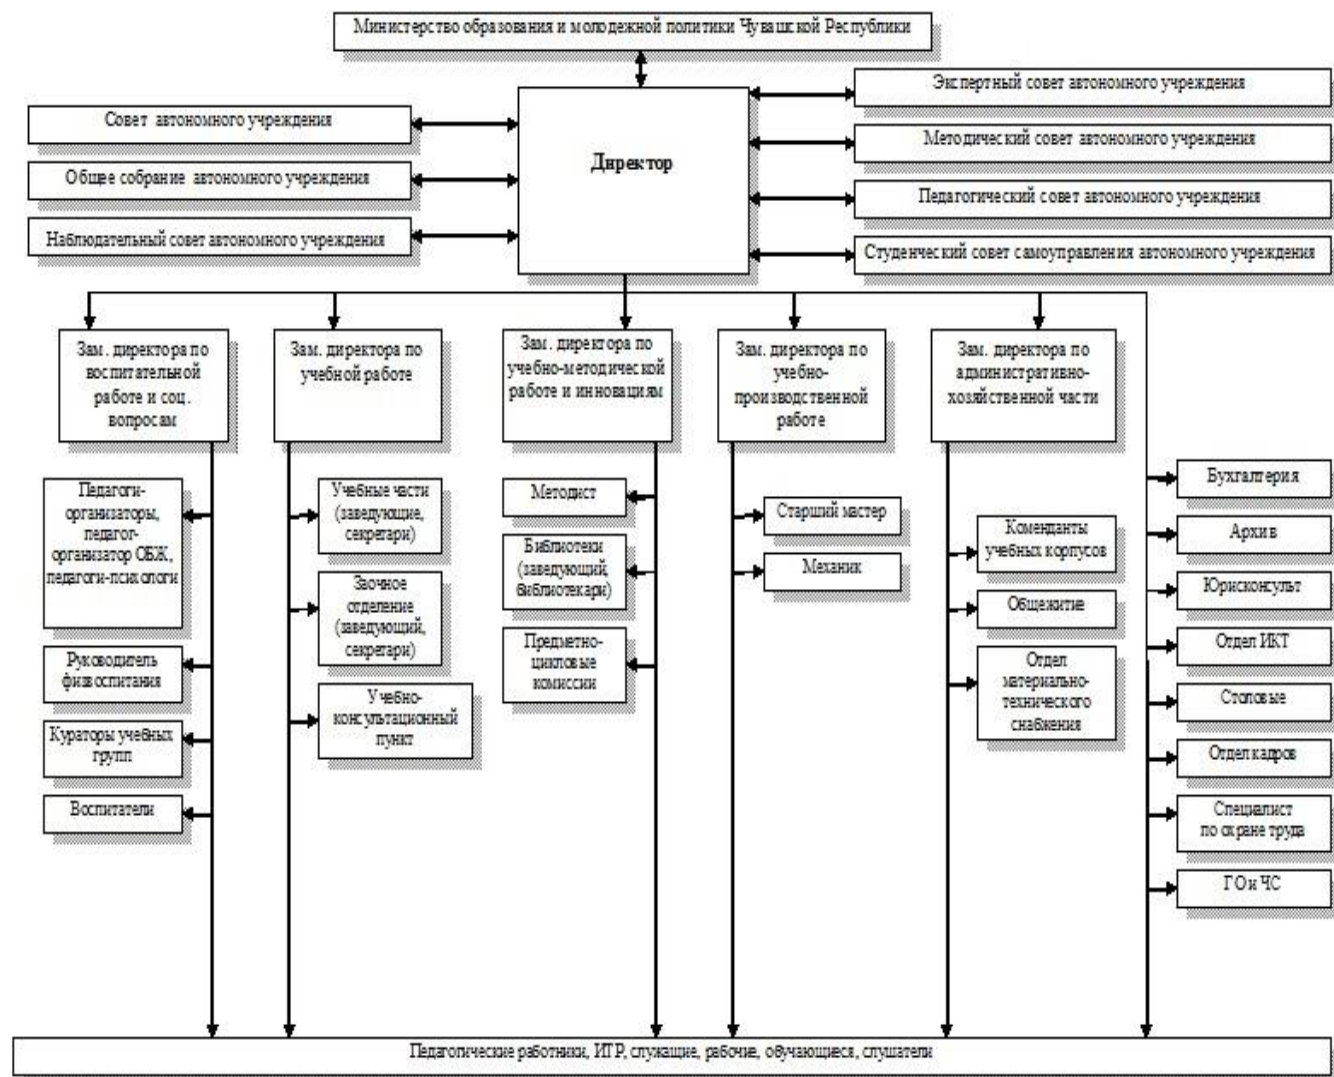 Министерство образования и молодежной политики Чувашской Республики
Экспертный совет автономного учреждения
Совет автономного учреждения
Методический совет автономного учреждения
Директор
Общее собрание автономного учреждения
Педагогический совет автономного учреждения
Наблюдательный совет автономного учреждения
Студенческий совет самоуправления автономного учреждения
Зам. директора по
воспитательной
работе и соц.
вопросам
Зам. директора по
учебной работе
Зам. директора по
учебно-методической
работе и инновациям
Зам. директора по
учебно-
производственной
работе
Зам. директора по
административно-
хозяйственной части
Педагоги-
организаторы,
педагог-
организатор ОБЖ,
педагоги-психологи
Руководитель
физвоспитания
Кураторы учебных
групп
Воспитатели
Учебные части
(заведующие,
секретари)
Заочное
отделение
(заведующий,
секретари)
Учебно-
консультационный
пункт
Методист
Библиотеки
(заведующий,
библиотекари)
Предметно-
цикловые
комиссии
Старший мастер
Механик
Коменданты
учебных корпусов
Общежитие
Отдел
материально-
технического
снабжения
Бухгалтерия
Архив
Юрисконсульт
Отдел ИКТ
Столовые
Отдел кадров
Специалист
по охране труда
ГО и ЧС
Педагогические работники, ИТР, служащие, рабочие, обучающиеся, слушатели